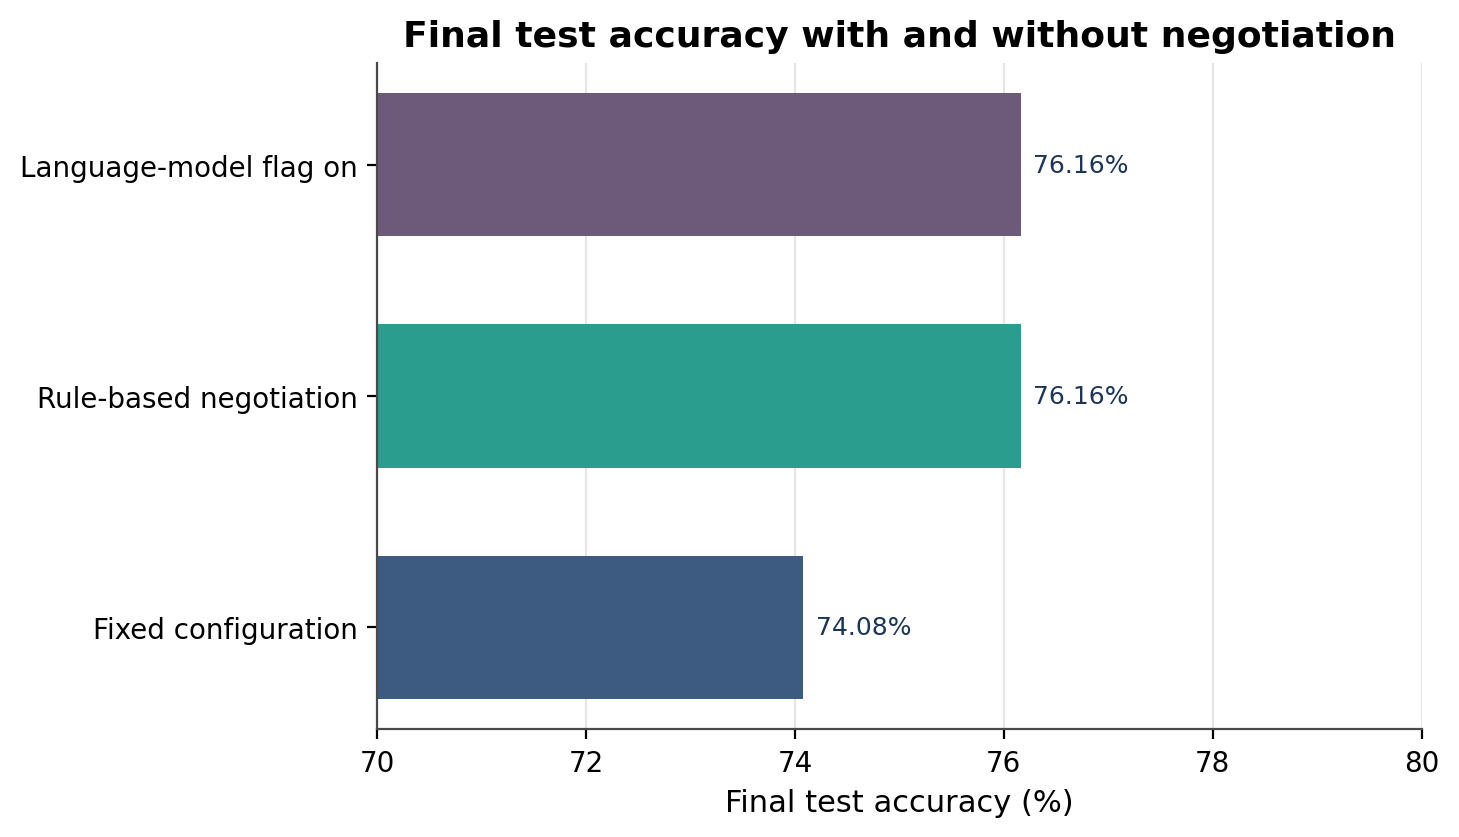 Final test accuracy with and without negotiation
Language-model flag on
76.16%
Rule-based negotiation
76.16%
Fixed configuration
74.08%
70 72 74 76 78 80
Final test accuracy (%)